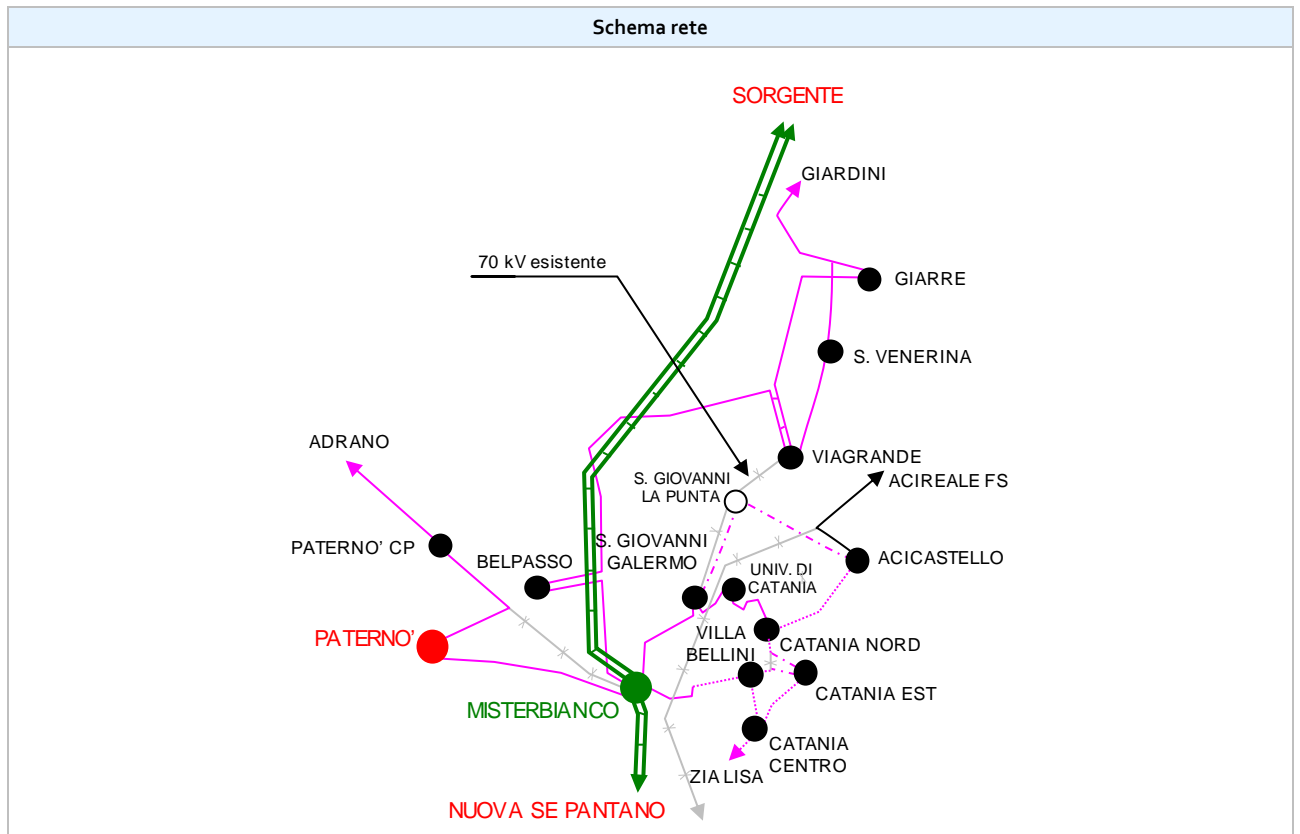 Schema rete
SORGENTE
GIARDINI
70 kV esistente
GIARRE
S. VENERINA
ADRANO
VIAGRANDE
S. GIOVANNI
LA PUNTA
ACIREALE FS
PATERNO' CP
BELPASSO
S. GIOVANNI
GALERMO
UNIV. DI
CATANIA
ACICASTELLO
PATERNO'
VILLA
BELLINI
CATANIA NORD
CATANIA EST
MISTERBIANCO
CATANIA
CENTRO
ZIA LISA
NUOVA SE PANTANO